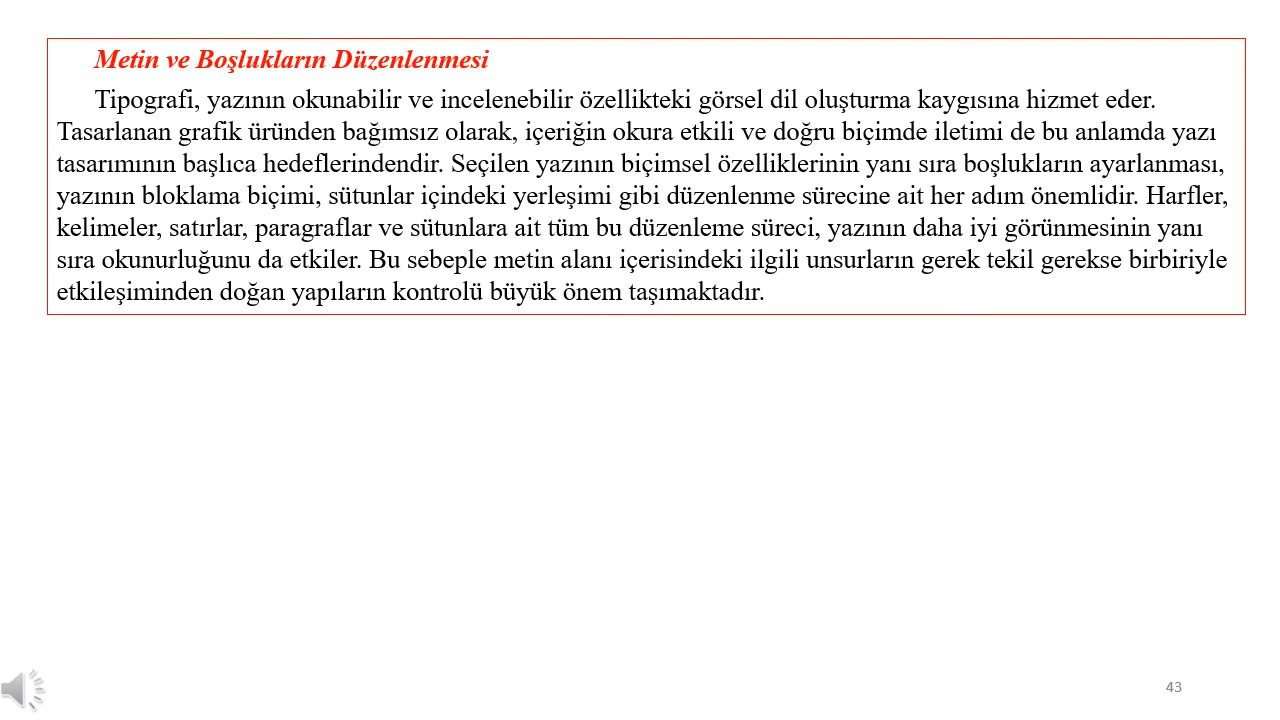 Metin ve Boşlukların Düzenlenmesi
Tipografi, yazının okunabilir ve incelenebilir özellikteki görsel dil oluşturma kaygısına hizmet eder.
Tasarlanan grafik üründen bağımsız olarak, içeriğin okura etkili ve doğru biçimde iletimi de bu anlamda yazı
tasarımının başlıca hedeflerindendir. Seçilen yazının biçimsel özelliklerinin yanı sıra boşlukların ayarlanması,
yazının bloklama biçimi, sütunlar içindeki yerleşimi gibi düzenlenme sürecine ait her adım önemlidir. Harfler,
kelimeler, satırlar, paragraflar ve sütunlara ait tüm bu düzenleme süreci, yazının daha iyi görünmesinin yanı
sıra okunurluğunu da etkiler. Bu sebeple metin alanı içerisindeki ilgili unsurların gerek tekil gerekse birbiriyle
etkileşiminden doğan yapıların kontrolü büyük önem taşımaktadır.
43